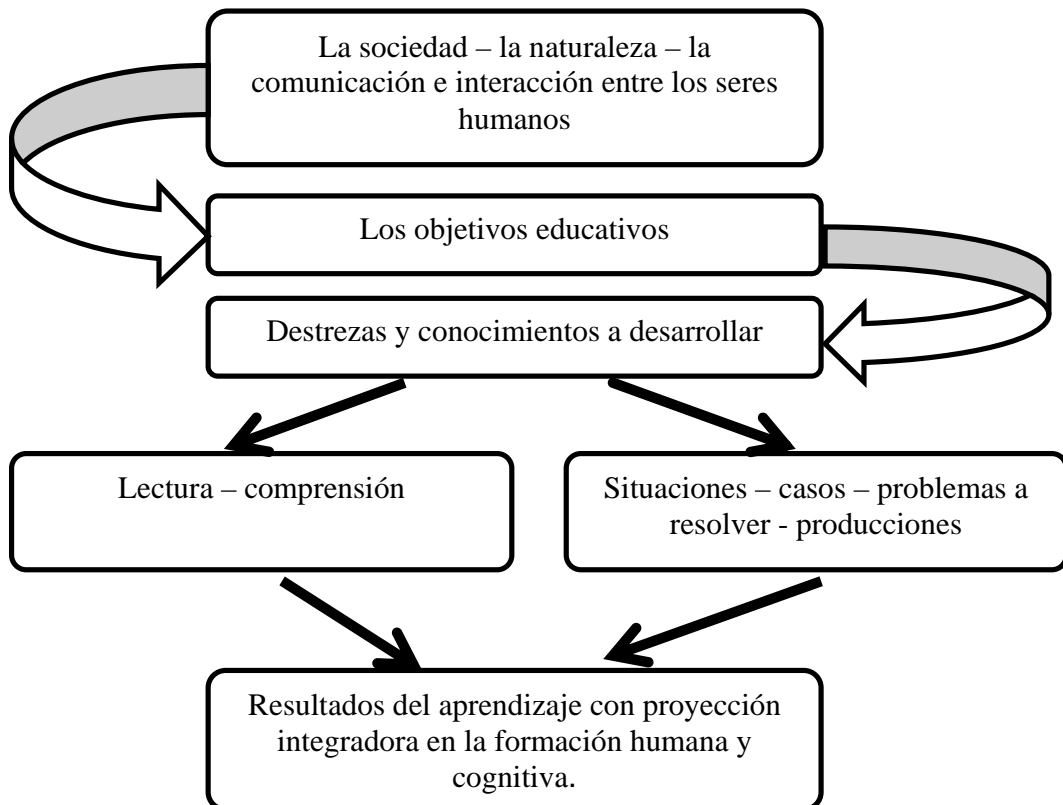 La sociedad – la naturaleza – la
comunicación e interacción entre los seres
humanos
Los objetivos educativos
Destrezas y conocimientos a desarrollar
Lectura – comprensión
Situaciones – casos – problemas a
resolver - producciones
Resultados del aprendizaje con proyección
integradora en la formación humana y
cognitiva.